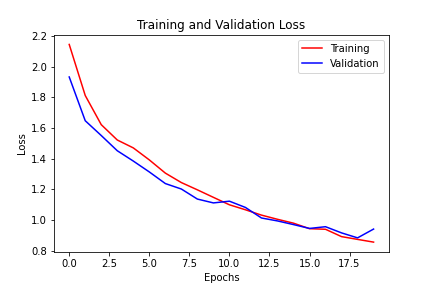 Training and Validation Loss
2.2
2.0
1.8
1.6
1.4
1.2
1.0
0.8
Loss
Training
Validation
0.0 2.5 5.0 7.5 10.0 12.5 15.0 17.5
Epochs